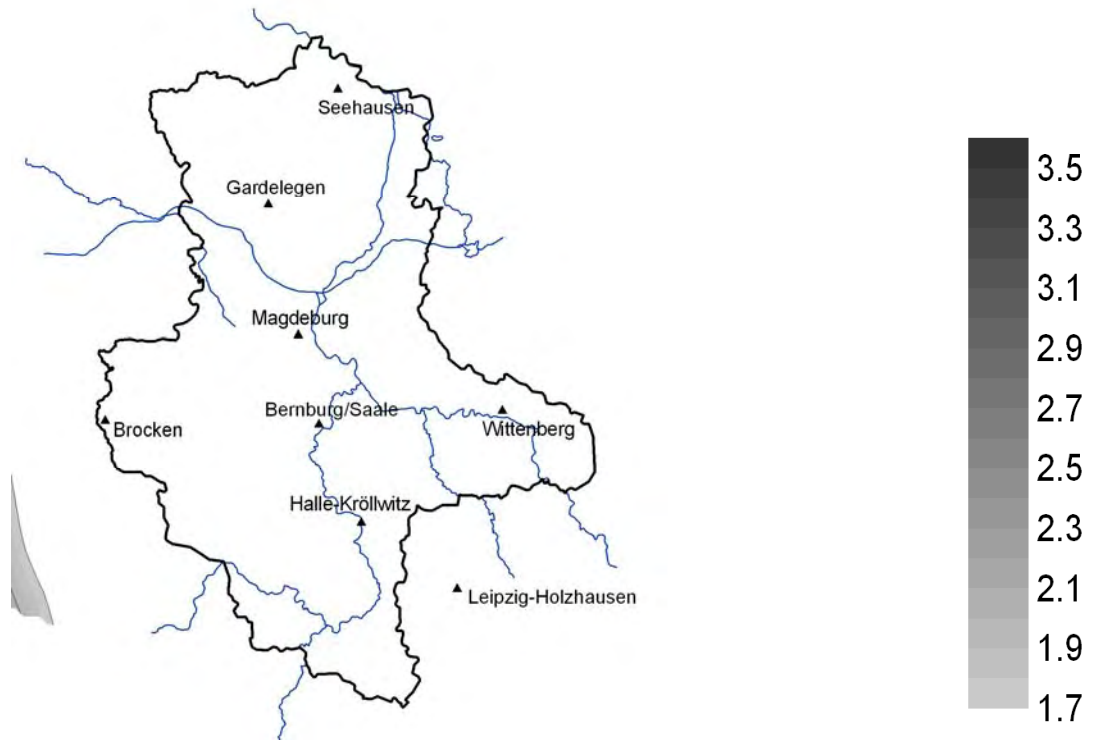 Seehausen
Gardelegen
Magdeburg
Bernburg/Saale
Wittenberg
Brocken
Halle-Kröllwitz
Leipzig-Holzhausen
3.5
3.3
3.1
2.9
2.7
2.5
2.3
2.1
1.9
1.7